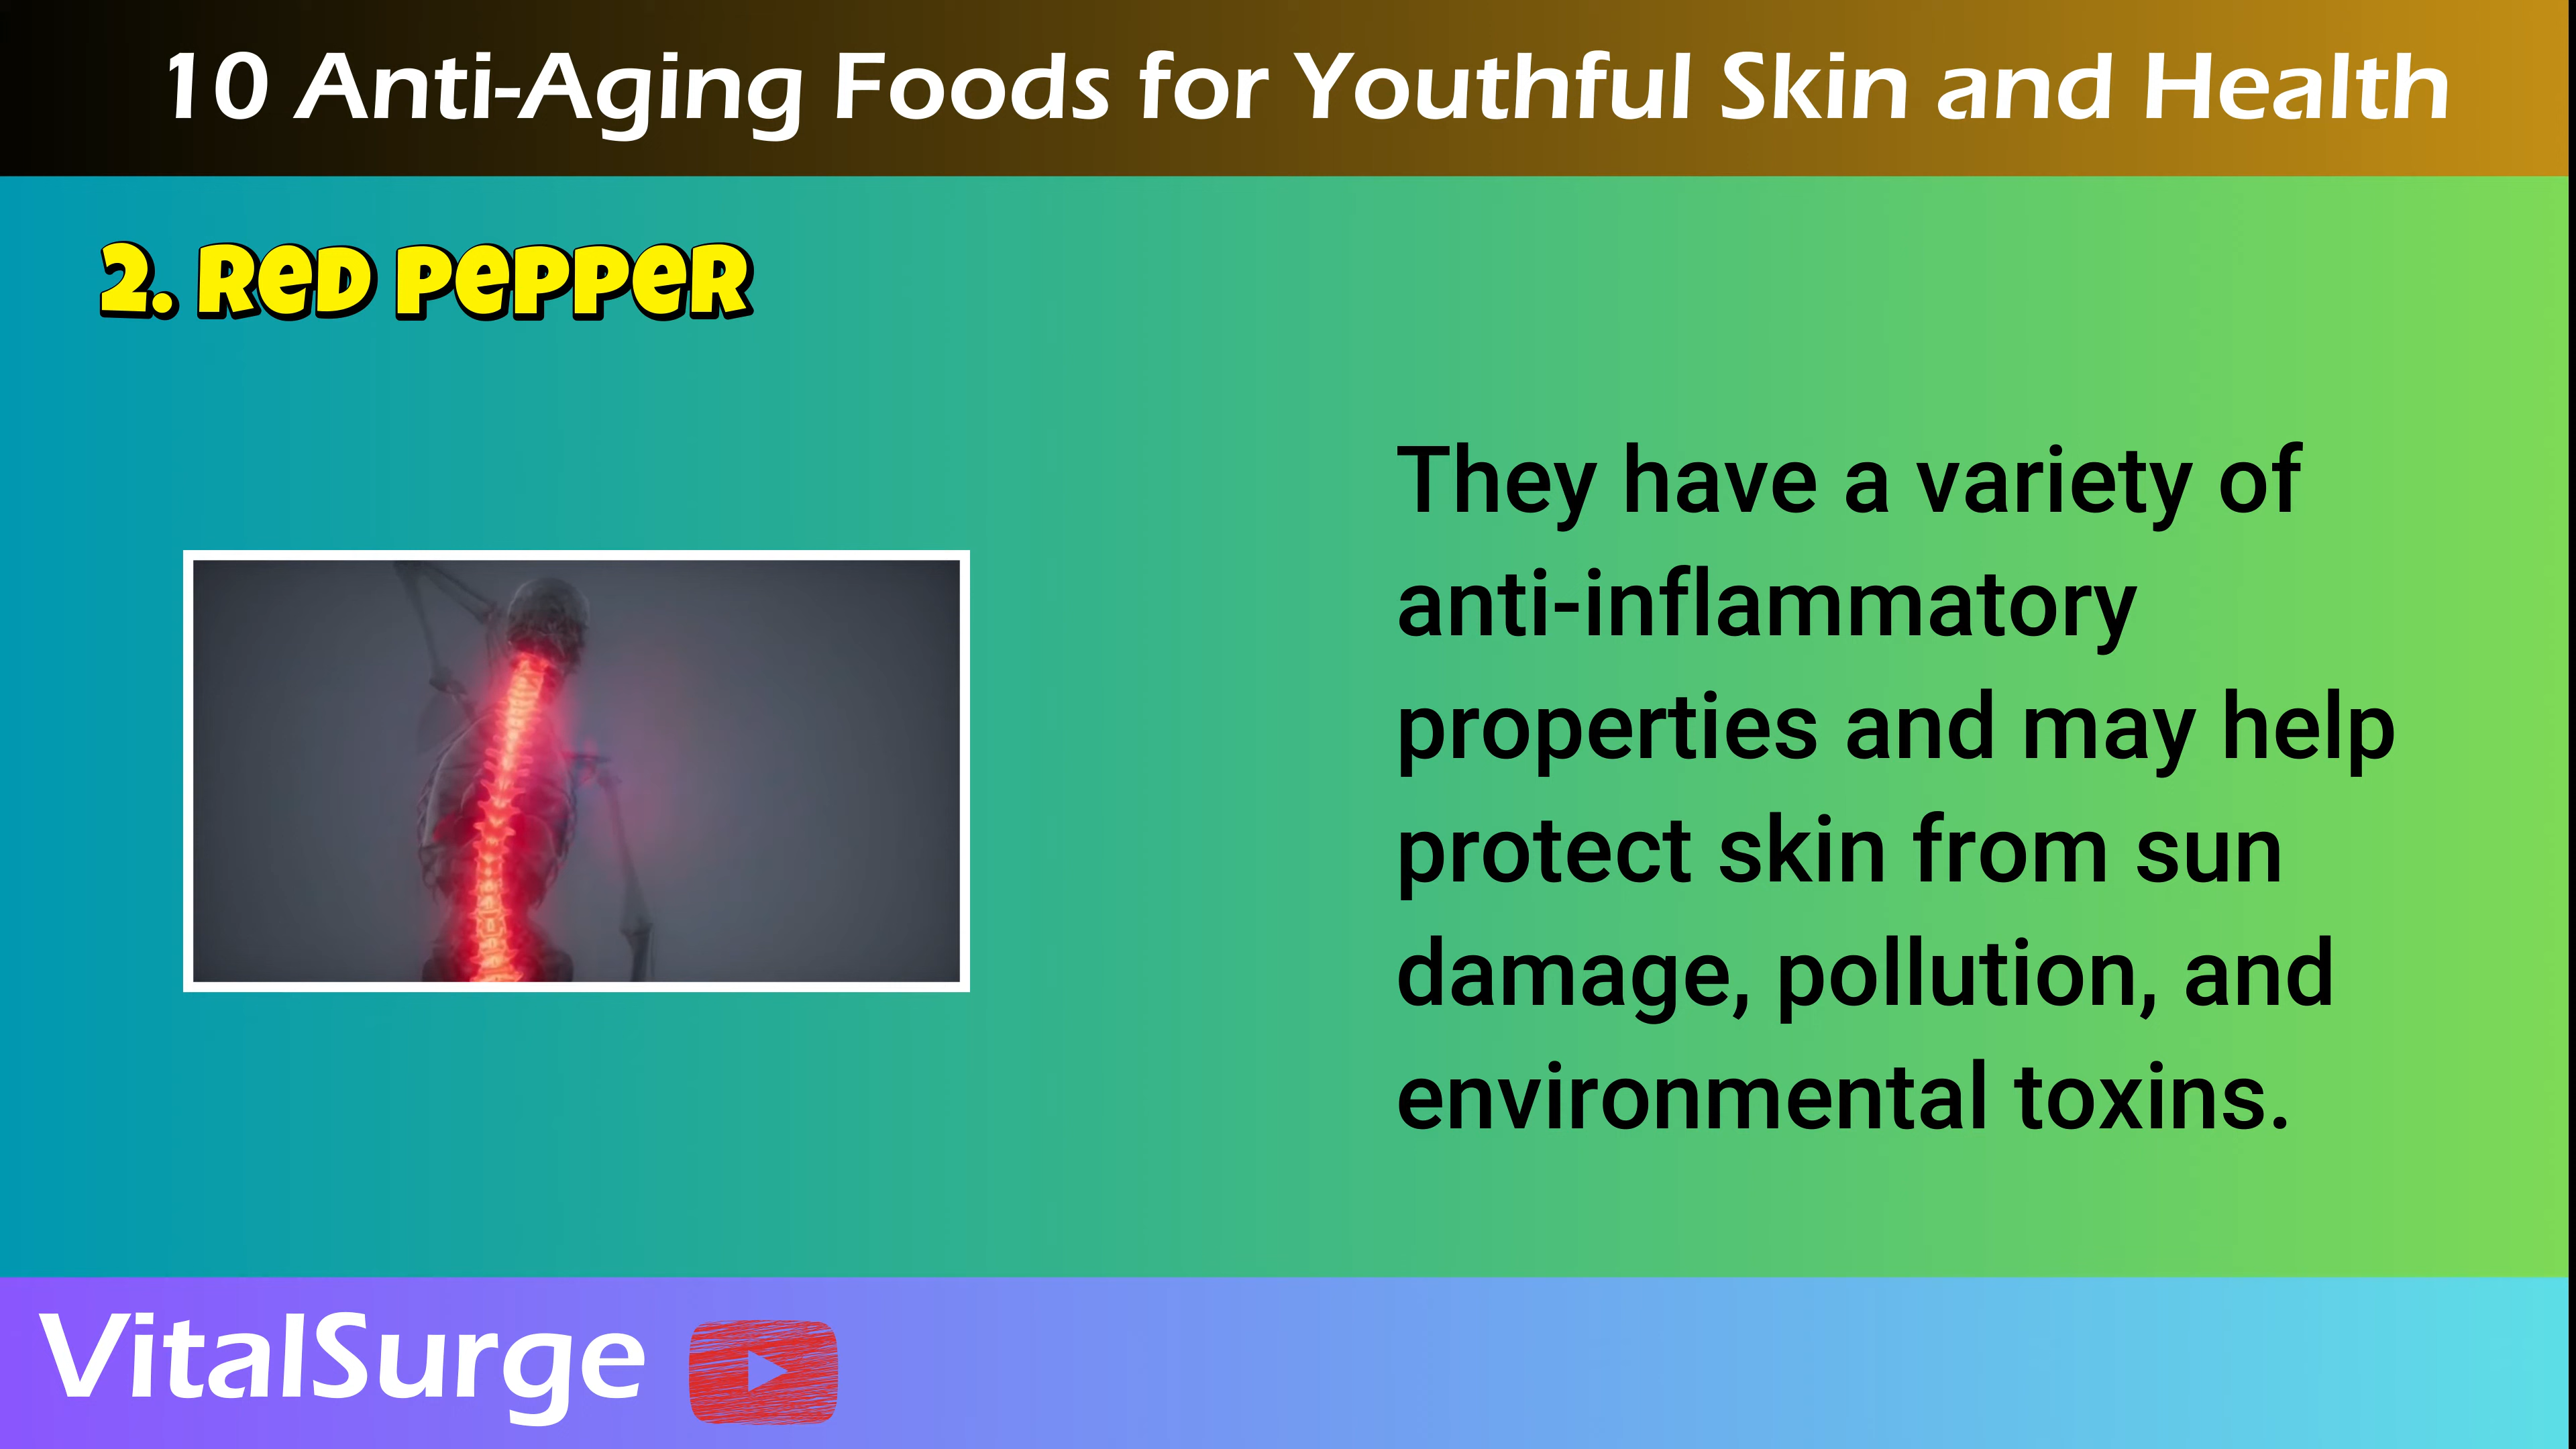 10 Anti-Aging Foods for Youthful Skin and Health
2. Red Pepper
They have a variety of
anti-inflammatory
properties and may help
protect skin from sun
damage, pollution, and
environmental toxins.
VitalSurge